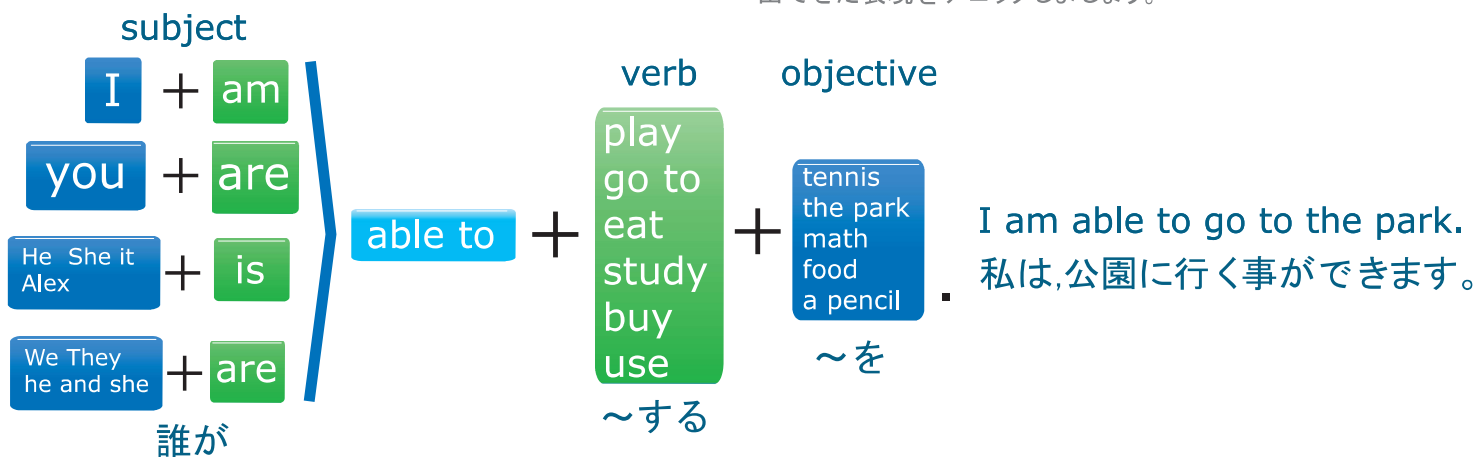 subject
I + am
you + are
He She it
Alex
+ is
We They
he and she
+ are
誰が
able to
+
verb
play
go to
eat
study
buy
use
～する
+
objective
tennis
the park
math
food
a pencil
～を
.
I am able to go to the park.
私は,公園に行く事ができます。